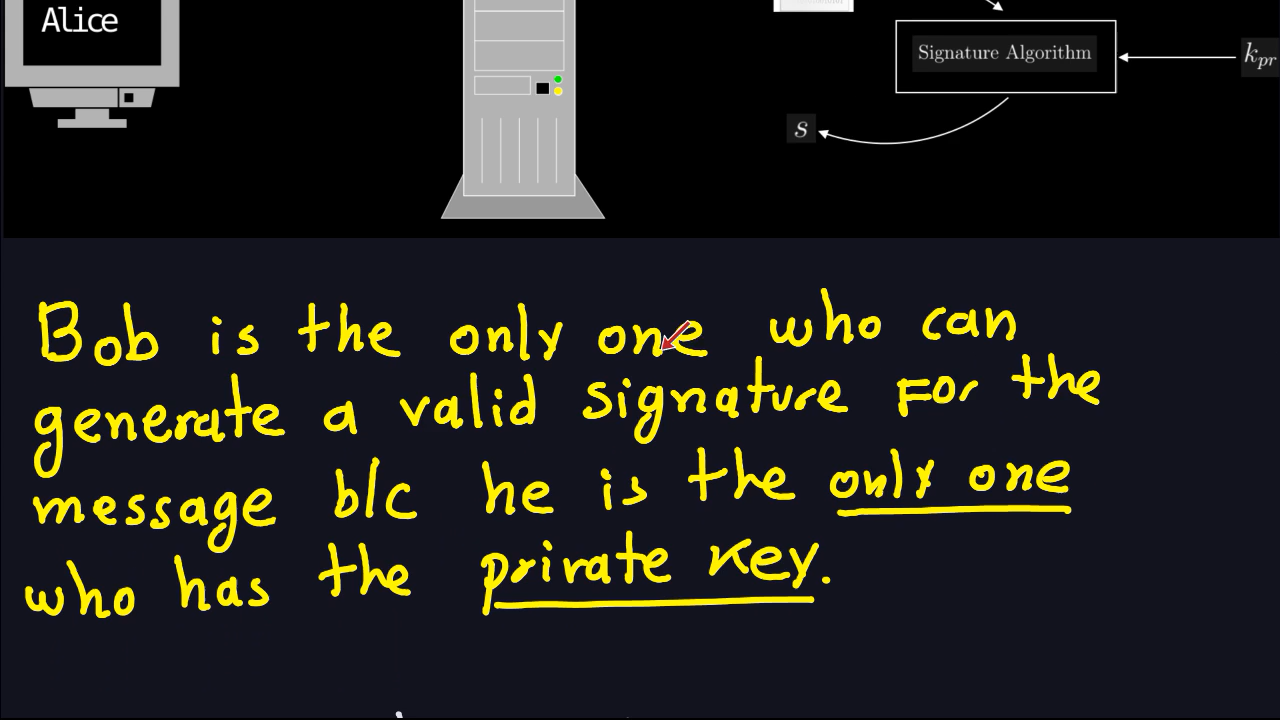 Alice
Signature Algorithm
k_pr
s
Bob is the only one who can
generate a valid signature for the
message b/c he is the only one
who has the private key.